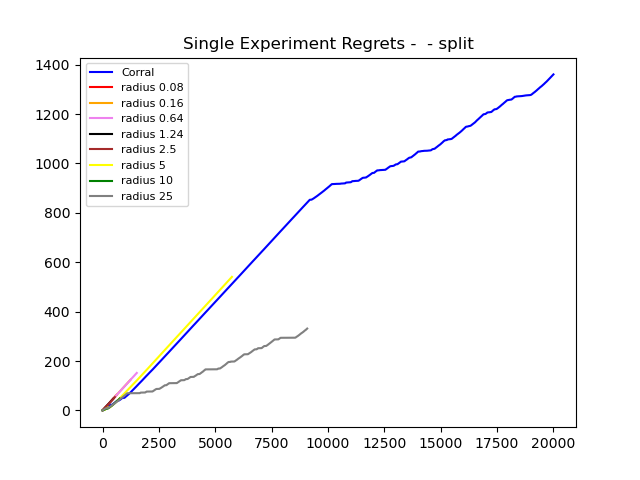 Single Experiment Regrets -  - split
Corral
radius 0.08
radius 0.16
radius 0.64
radius 1.24
radius 2.5
radius 5
radius 10
radius 25
1400
1200
1000
800
600
400
200
0
0 2500 5000 7500 10000 12500 15000 17500 20000